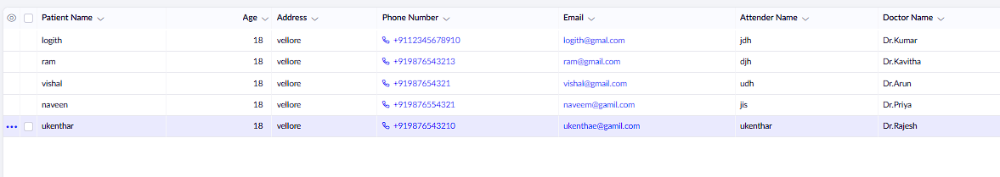 Patient Name Age Address Phone Number Email Attender Name Doctor Name
logith 18 vellore +9112345678910 logith@gmal.com jdh Dr.Kumar
ram 18 vellore +919876543213 ram@gmail.com djh Dr.Kavitha
vishal 18 vellore +91987654321 vishal@gmail.com udh Dr.Arun
naveen 18 vellore +919876554321 naveem@gamil.com jis Dr.Priya
ukenthar 18 vellore +919876543210 ukenthae@gamil.com ukenthar Dr.Rajesh